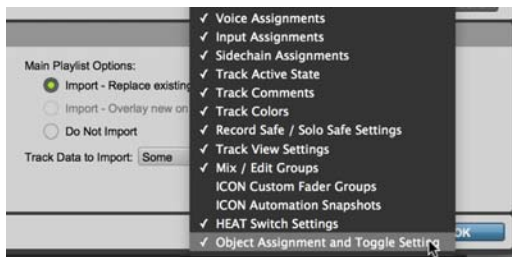 ✓ Voice Assignments
✓ Input Assignments
✓ Sidechain Assignments
✓ Track Active State
✓ Track Comments
✓ Track Colors
✓ Record Safe / Solo Safe Settings
✓ Track View Settings
✓ Mix / Edit Groups
ICON Custom Fader Groups
ICON Automation Snapshots
✓ HEAT Switch Settings
✓ Object Assignment and Toggle Setting
Main Playlist Options:
Import - Replace existing
Import - Overlay new on
Do Not Import
Track Data to Import: Some
OK